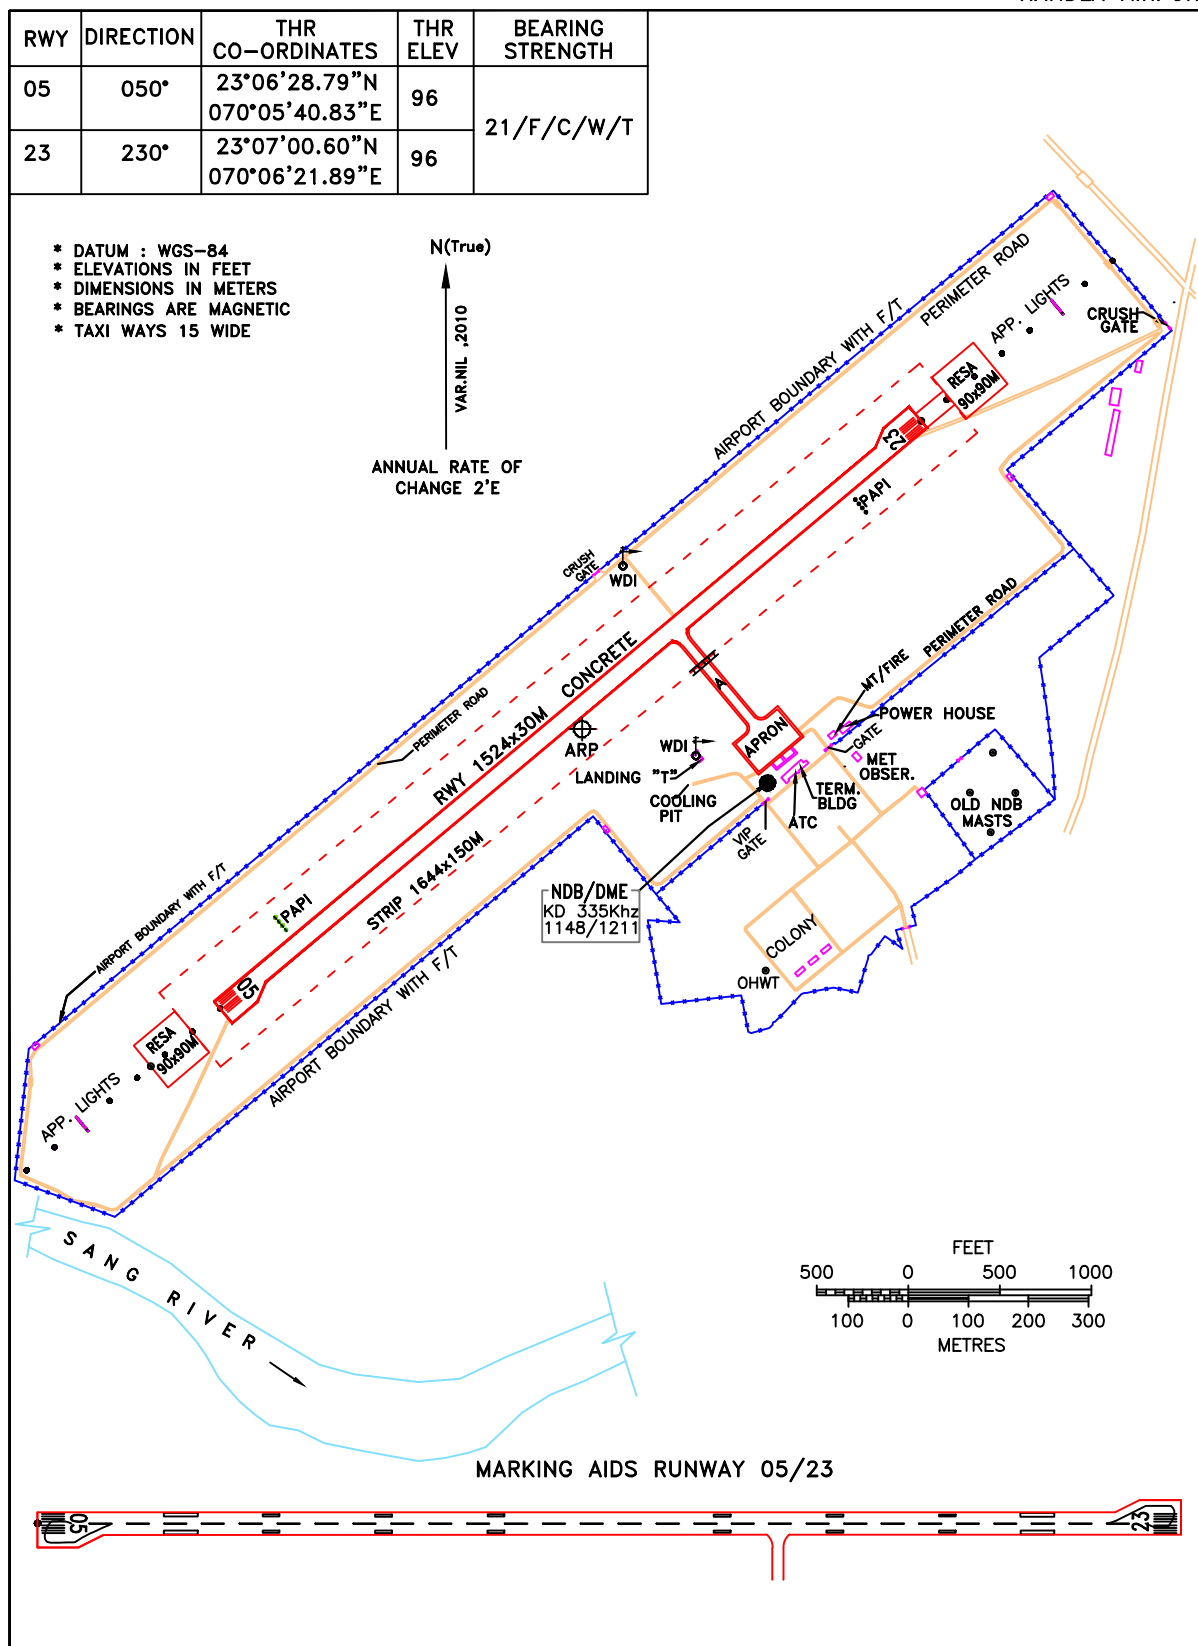 RWY DIRECTION THR CO-ORDINATES THR ELEV BEARING STRENGTH
05 050° 23°06'28.79"N 070°05'40.83"E 96
21/F/C/W/T
23 230° 23°07'00.60"N 070°06'21.89"E 96
* DATUM : WGS-84
* ELEVATIONS IN FEET
* DIMENSIONS IN METERS
* BEARINGS ARE MAGNETIC
* TAXI WAYS 15 WIDE
N(True)
VAR.NIL ,2010
ANNUAL RATE OF
CHANGE 2'E
PERIMETER ROAD
APP. LIGHTS
CRUSH
GATE
AIRPORT BOUNDARY WITH F/T
RESA
90x90M
23
PAPI
CRUSH
GATE
WDI
CONCRETE
RWY 1524x30M
A
PERIMETER ROAD
MT/FIRE
POWER HOUSE
GATE
MET
OBSER.
APRON
PERIMETER ROAD
ARP
WDI
LANDING "T"
COOLING
PIT
TERM.
BLDG
ATC
VIP
GATE
OLD NDB
MASTS
STRIP 1644x150M
NDB/DME
KD 335Khz
1148/1211
COLONY
OHWT
AIRPORT BOUNDARY WITH F/T
PAPI
05
AIRPORT BOUNDARY WITH F/T
RESA
90x90M
APP. LIGHTS
SANG RIVER
FEET
500 0 500 1000
100 0 100 200 300
METRES
MARKING AIDS RUNWAY 05/23
05
23